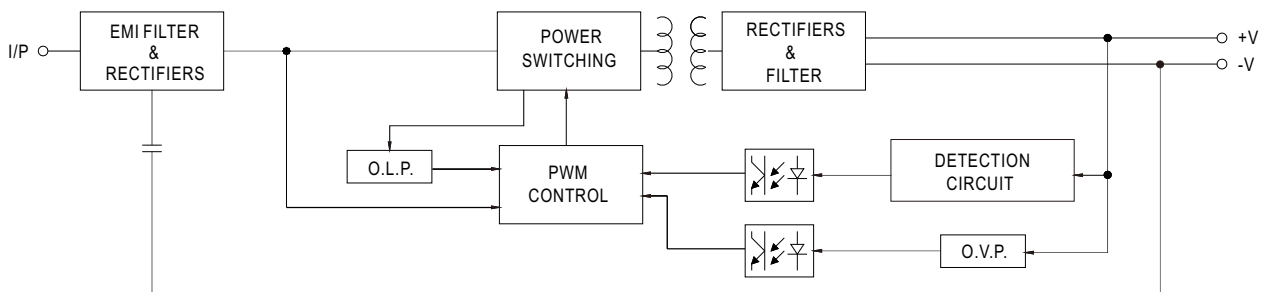 I/P
EMI FILTER
&
RECTIFIERS
POWER
SWITCHING
RECTIFIERS
&
FILTER
+V
-V
O.L.P.
PWM
CONTROL
DETECTION
CIRCUIT
O.V.P.